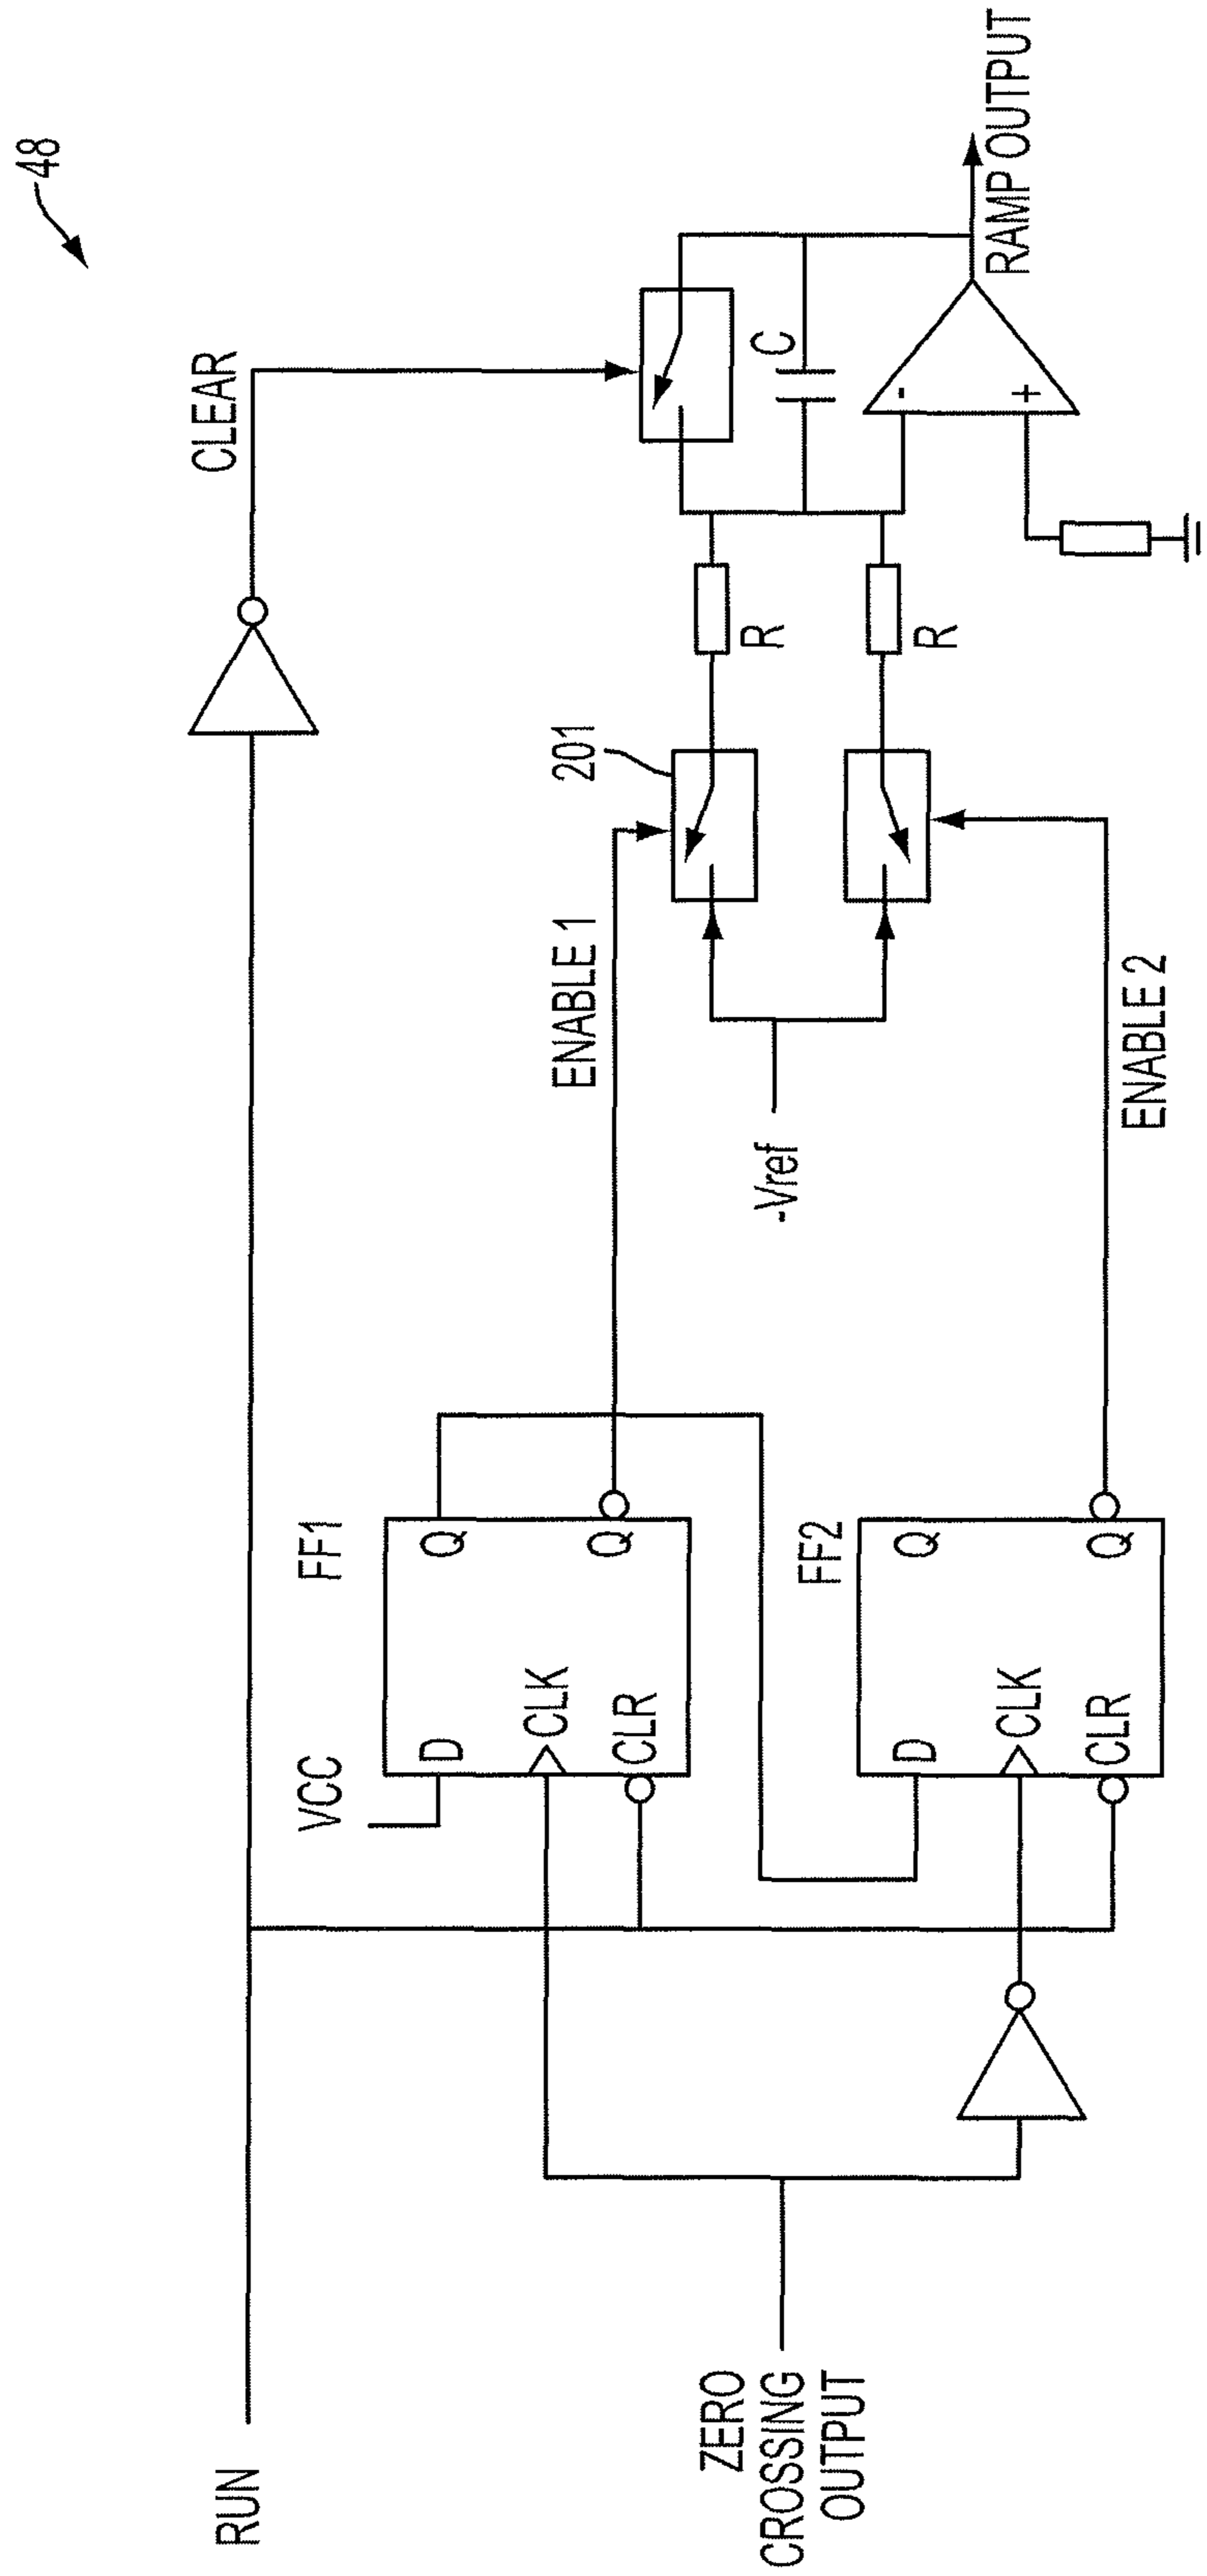 48
RUN
CLEAR
VCC
FF1
D
Q
CLK
CLR
Q
ENABLE 1
201
R
C
ZERO
CROSSING
OUTPUT
-Vref
R
-
+
RAMP OUTPUT
FF2
D
Q
CLK
CLR
Q
ENABLE 2